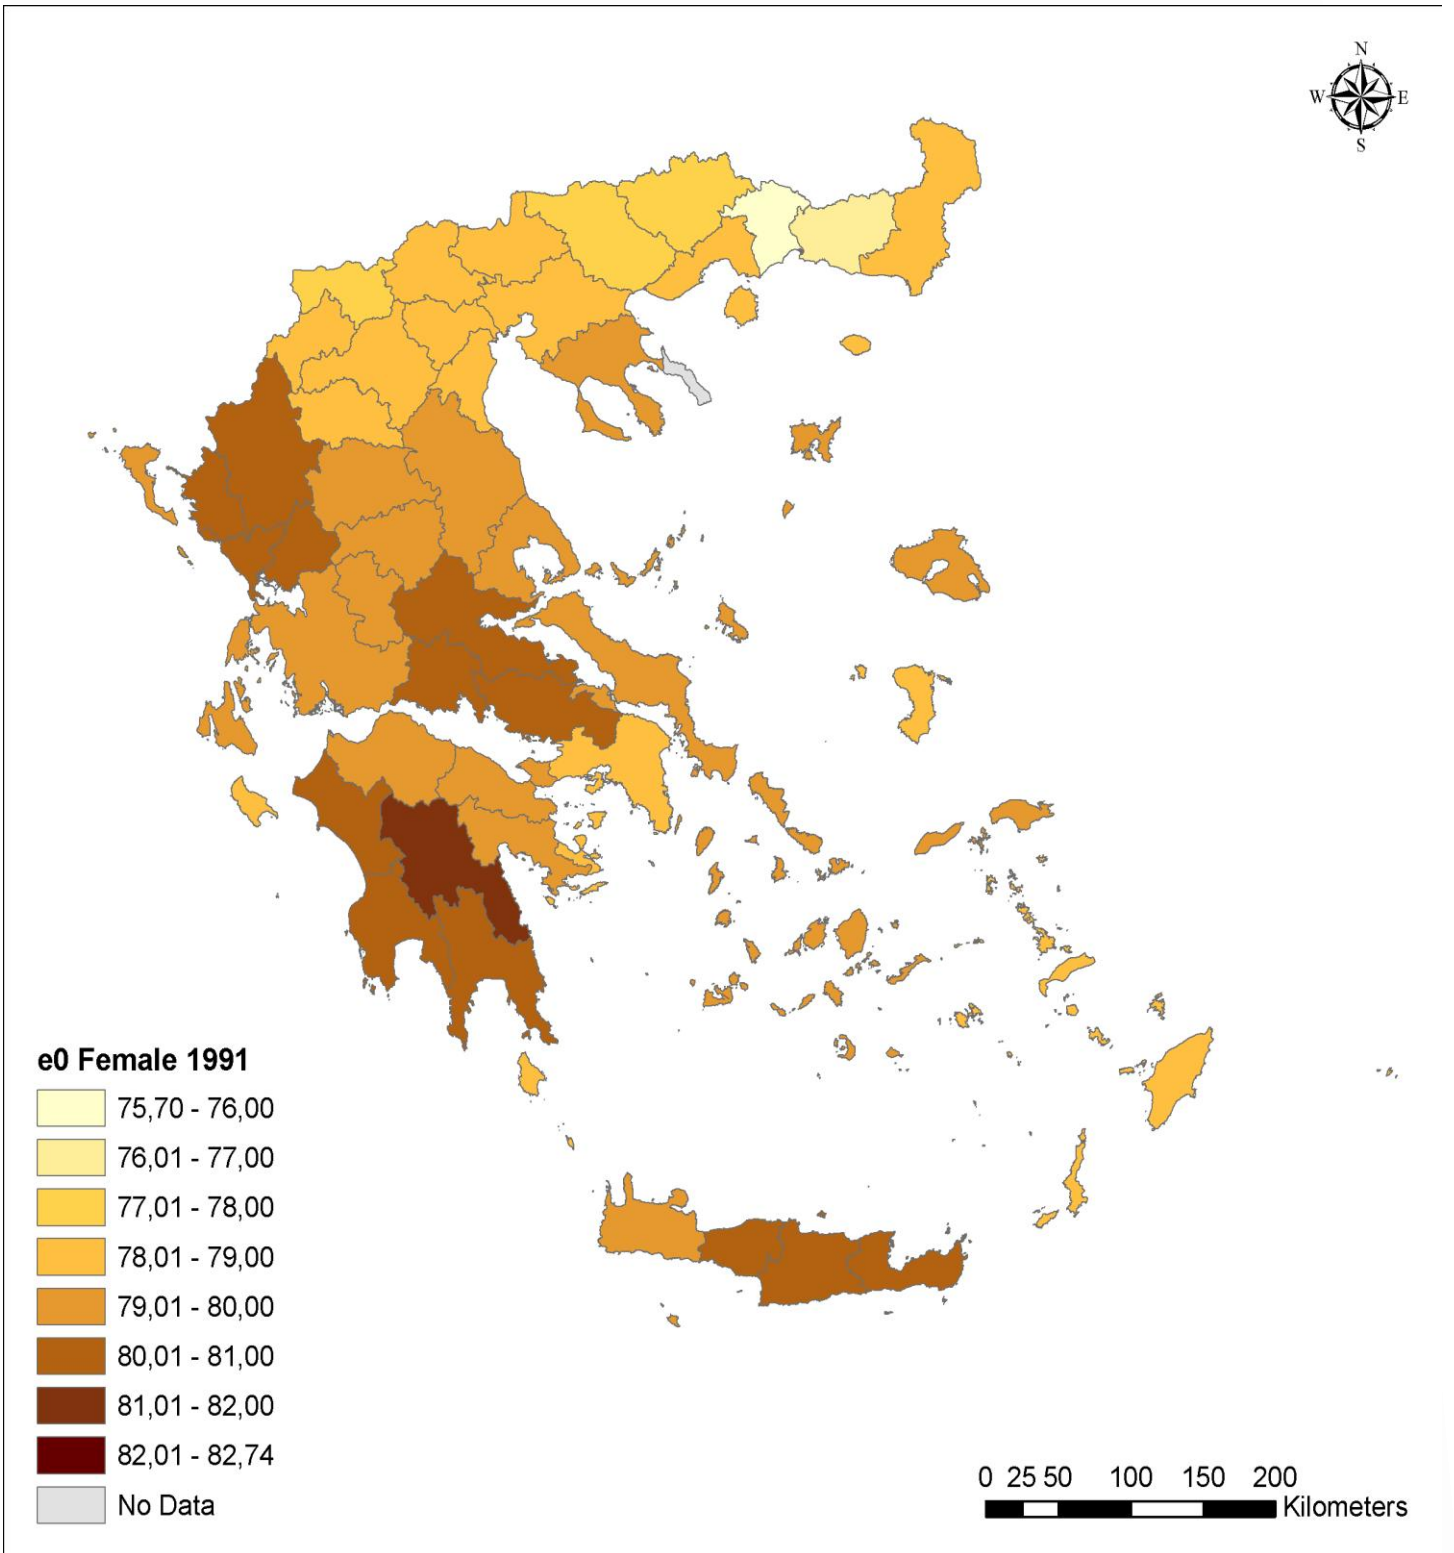 N
W E
S
e0 Female 1991
75,70 - 76,00
76,01 - 77,00
77,01 - 78,00
78,01 - 79,00
79,01 - 80,00
80,01 - 81,00
81,01 - 82,00
82,01 - 82,74
No Data
0 25 50 100 150 200
Kilometers